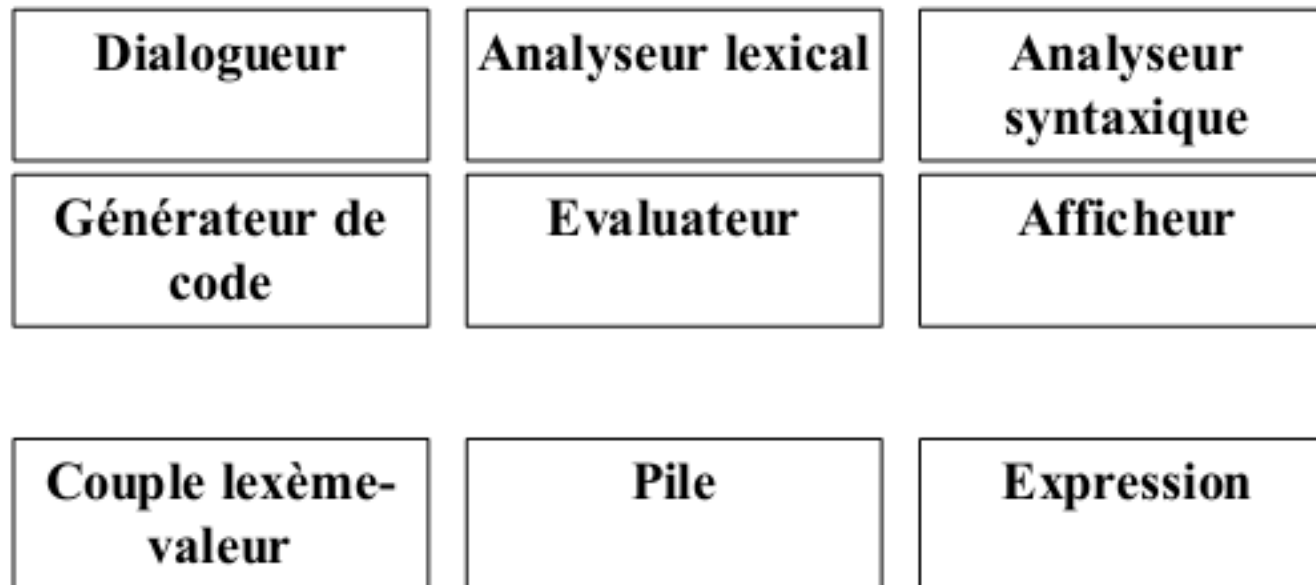 Dialogueur
Analyseur lexical
Analyseur
syntaxique
Générateur de
code
Evaluateur
Afficheur
Couple lexème-
valeur
Pile
Expression